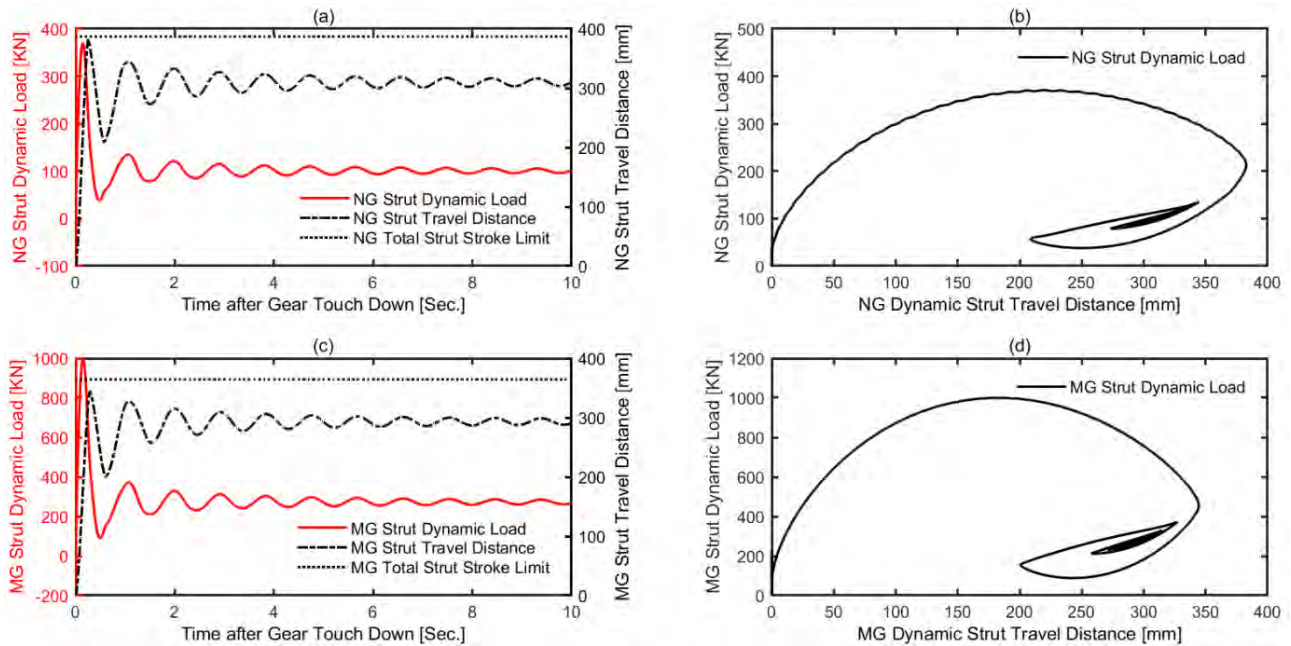 (a)
NG Strut Dynamic Load [KN]
400
300
200
100
0
-100
400
300
200
100
0
NG Strut Travel Distance [mm]
NG Strut Dynamic Load
NG Strut Travel Distance
NG Total Strut Stroke Limit
0 2 4 6 8 10
Time after Gear Touch Down [Sec.]
(b)
NG Strut Dynamic Load [KN]
500
400
300
200
100
0
NG Strut Dynamic Load
0 50 100 150 200 250 300 350 400
NG Dynamic Strut Travel Distance [mm]
(c)
MG Strut Dynamic Load [KN]
1000
800
600
400
200
0
-200
400
300
200
100
0
MG Strut Travel Distance [mm]
MG Strut Dynamic Load
MG Strut Travel Distance
MG Total Strut Stroke Limit
0 2 4 6 8 10
Time after Gear Touch Down [Sec.]
(d)
MG Strut Dynamic Load [KN]
1200
1000
800
600
400
200
0
MG Strut Dynamic Load
0 50 100 150 200 250 300 350 400
MG Dynamic Strut Travel Distance [mm]